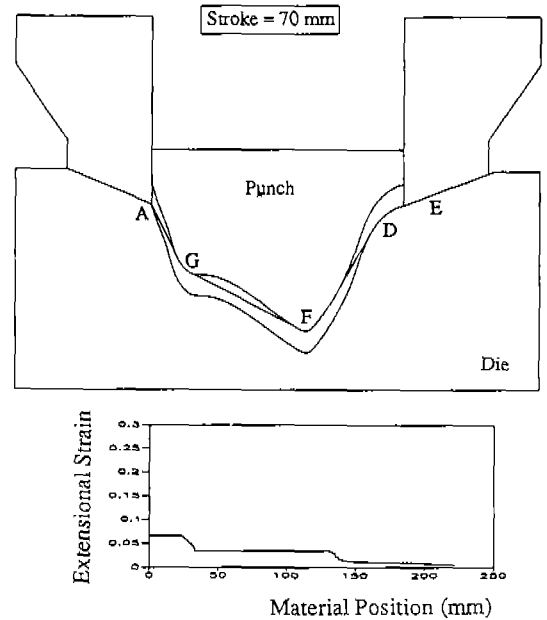 Stroke = 70 mm
Punch
A
D
E
G
F
Die
Extensional Strain
0.3
0.25
0.2
0.15
0.1
0.05
0
0 50 100 150 200 250
Material Position (mm)